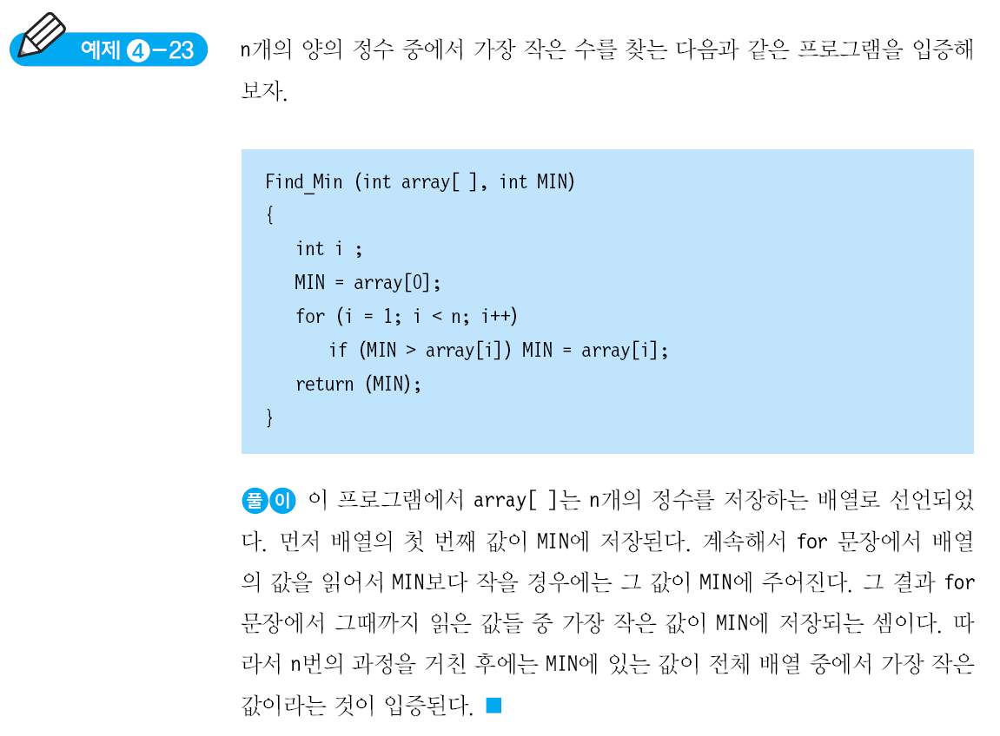 예제 4-23
n개의 양의 정수 중에서 가장 작은 수를 찾는 다음과 같은 프로그램을 입증해
보자.
Find_Min (int array[ ], int MIN)
{
int i ;
MIN = array[0];
for (i = 1; i < n; i++)
if (MIN > array[i]) MIN = array[i];
return (MIN);
}
풀이 이 프로그램에서 array[ ]는 n개의 정수를 저장하는 배열로 선언되었
다. 먼저 배열의 첫 번째 값이 MIN에 저장된다. 계속해서 for 문장에서 배열
의 값을 읽어서 MIN보다 작을 경우에는 그 값이 MIN에 주어진다. 그 결과 for
문장에서 그때까지 읽은 값들 중 가장 작은 값이 MIN에 저장되는 셈이다. 따
라서 n번의 과정을 거친 후에는 MIN에 있는 값이 전체 배열 중에서 가장 작은
값이라는 것이 입증된다. ■